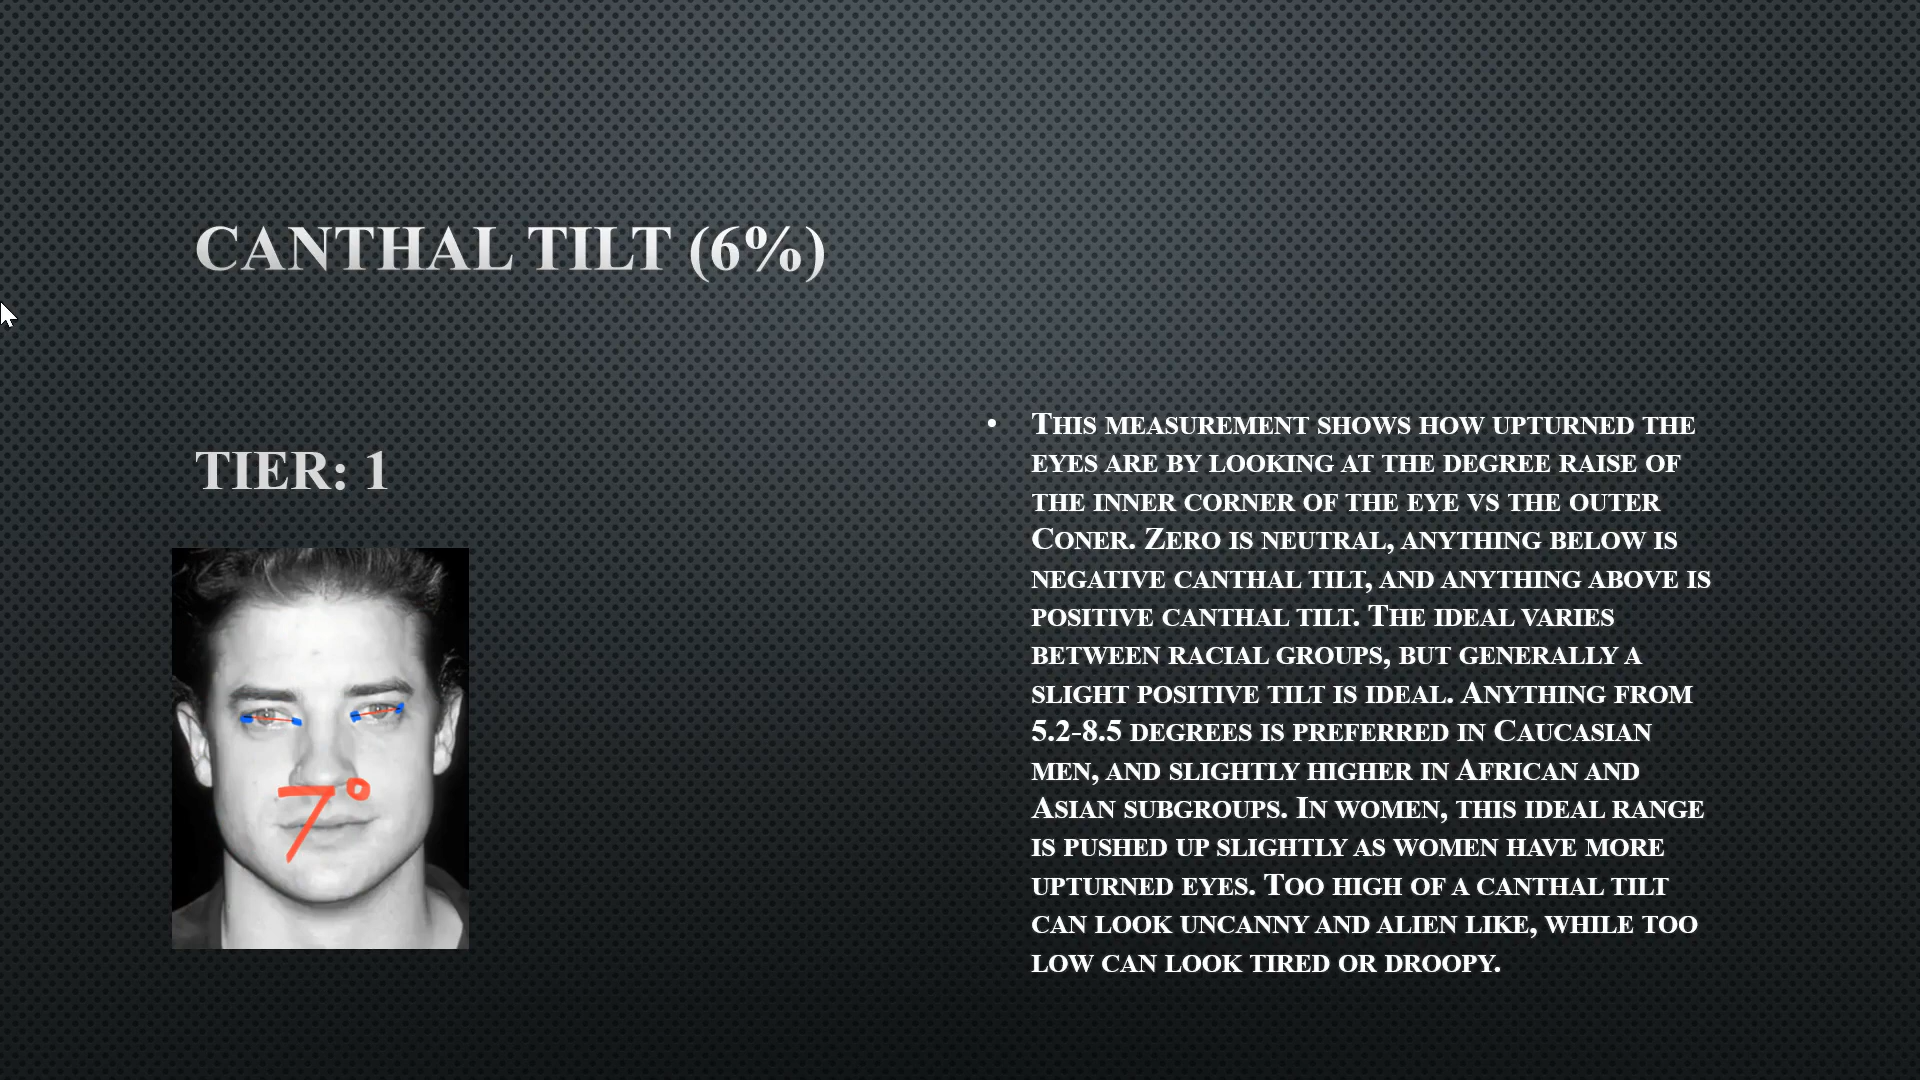 CANTHAL TILT (6%)
TIER: 1
7°
• THIS MEASUREMENT SHOWS HOW UPTURNED THE
EYES ARE BY LOOKING AT THE DEGREE RAISE OF
THE INNER CORNER OF THE EYE VS THE OUTER
CONER. ZERO IS NEUTRAL, ANYTHING BELOW IS
NEGATIVE CANTHAL TILT, AND ANYTHING ABOVE IS
POSITIVE CANTHAL TILT. THE IDEAL VARIES
BETWEEN RACIAL GROUPS, BUT GENERALLY A
SLIGHT POSITIVE TILT IS IDEAL. ANYTHING FROM
5.2-8.5 DEGREES IS PREFERRED IN CAUCASIAN
MEN, AND SLIGHTLY HIGHER IN AFRICAN AND
ASIAN SUBGROUPS. IN WOMEN, THIS IDEAL RANGE
IS PUSHED UP SLIGHTLY AS WOMEN HAVE MORE
UPTURNED EYES. TOO HIGH OF A CANTHAL TILT
CAN LOOK UNCANNY AND ALIEN LIKE, WHILE TOO
LOW CAN LOOK TIRED OR DROOPY.